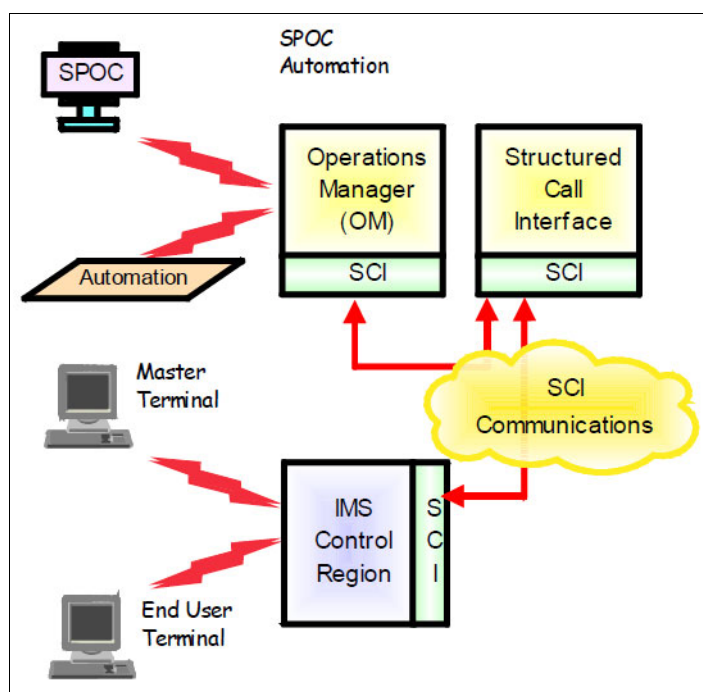 SPOC
SPOC
Automation
Operations
Manager
(OM)
SCI
Structured
Call
Interface
SCI
Automation
Master
Terminal
SCI
Communications
IMS
Control
Region
S
C
I
End User
Terminal